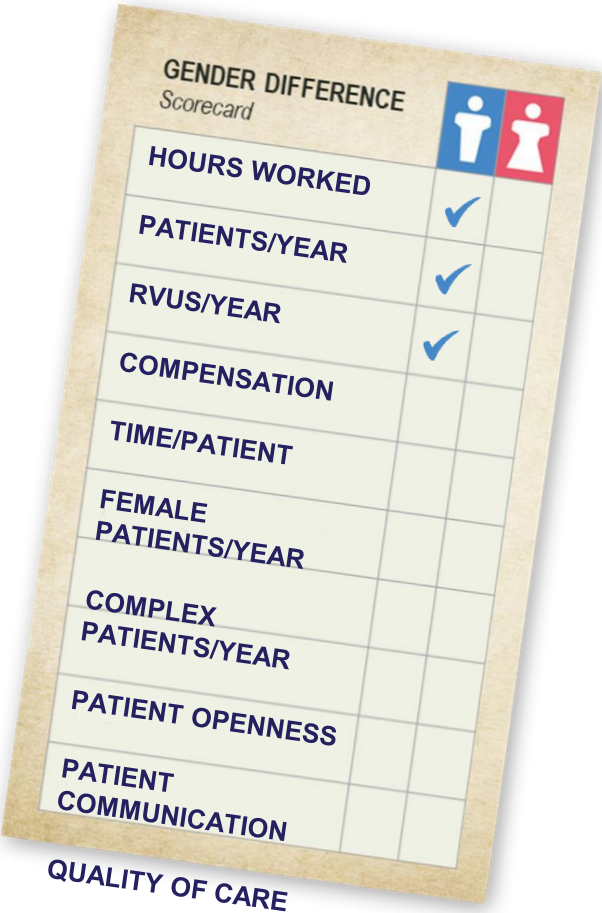 GENDER DIFFERENCE
Scorecard
HOURS WORKED
PATIENTS/YEAR
RVUS/YEAR
COMPENSATION
TIME/PATIENT
FEMALE
PATIENTS/YEAR
COMPLEX
PATIENTS/YEAR
PATIENT OPENNESS
PATIENT
COMMUNICATION
QUALITY OF CARE